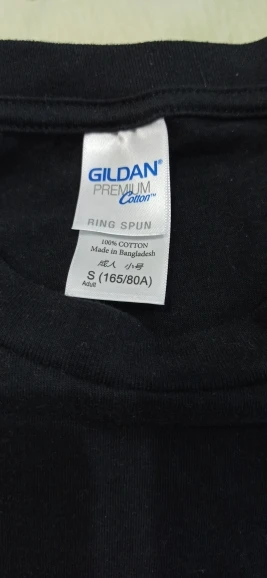 GILDAN®
PREMIUM
Cotton™
RING SPUN
100% COTTON
Made in Bangladesh
成人 小号
S (165/80A)
Adult